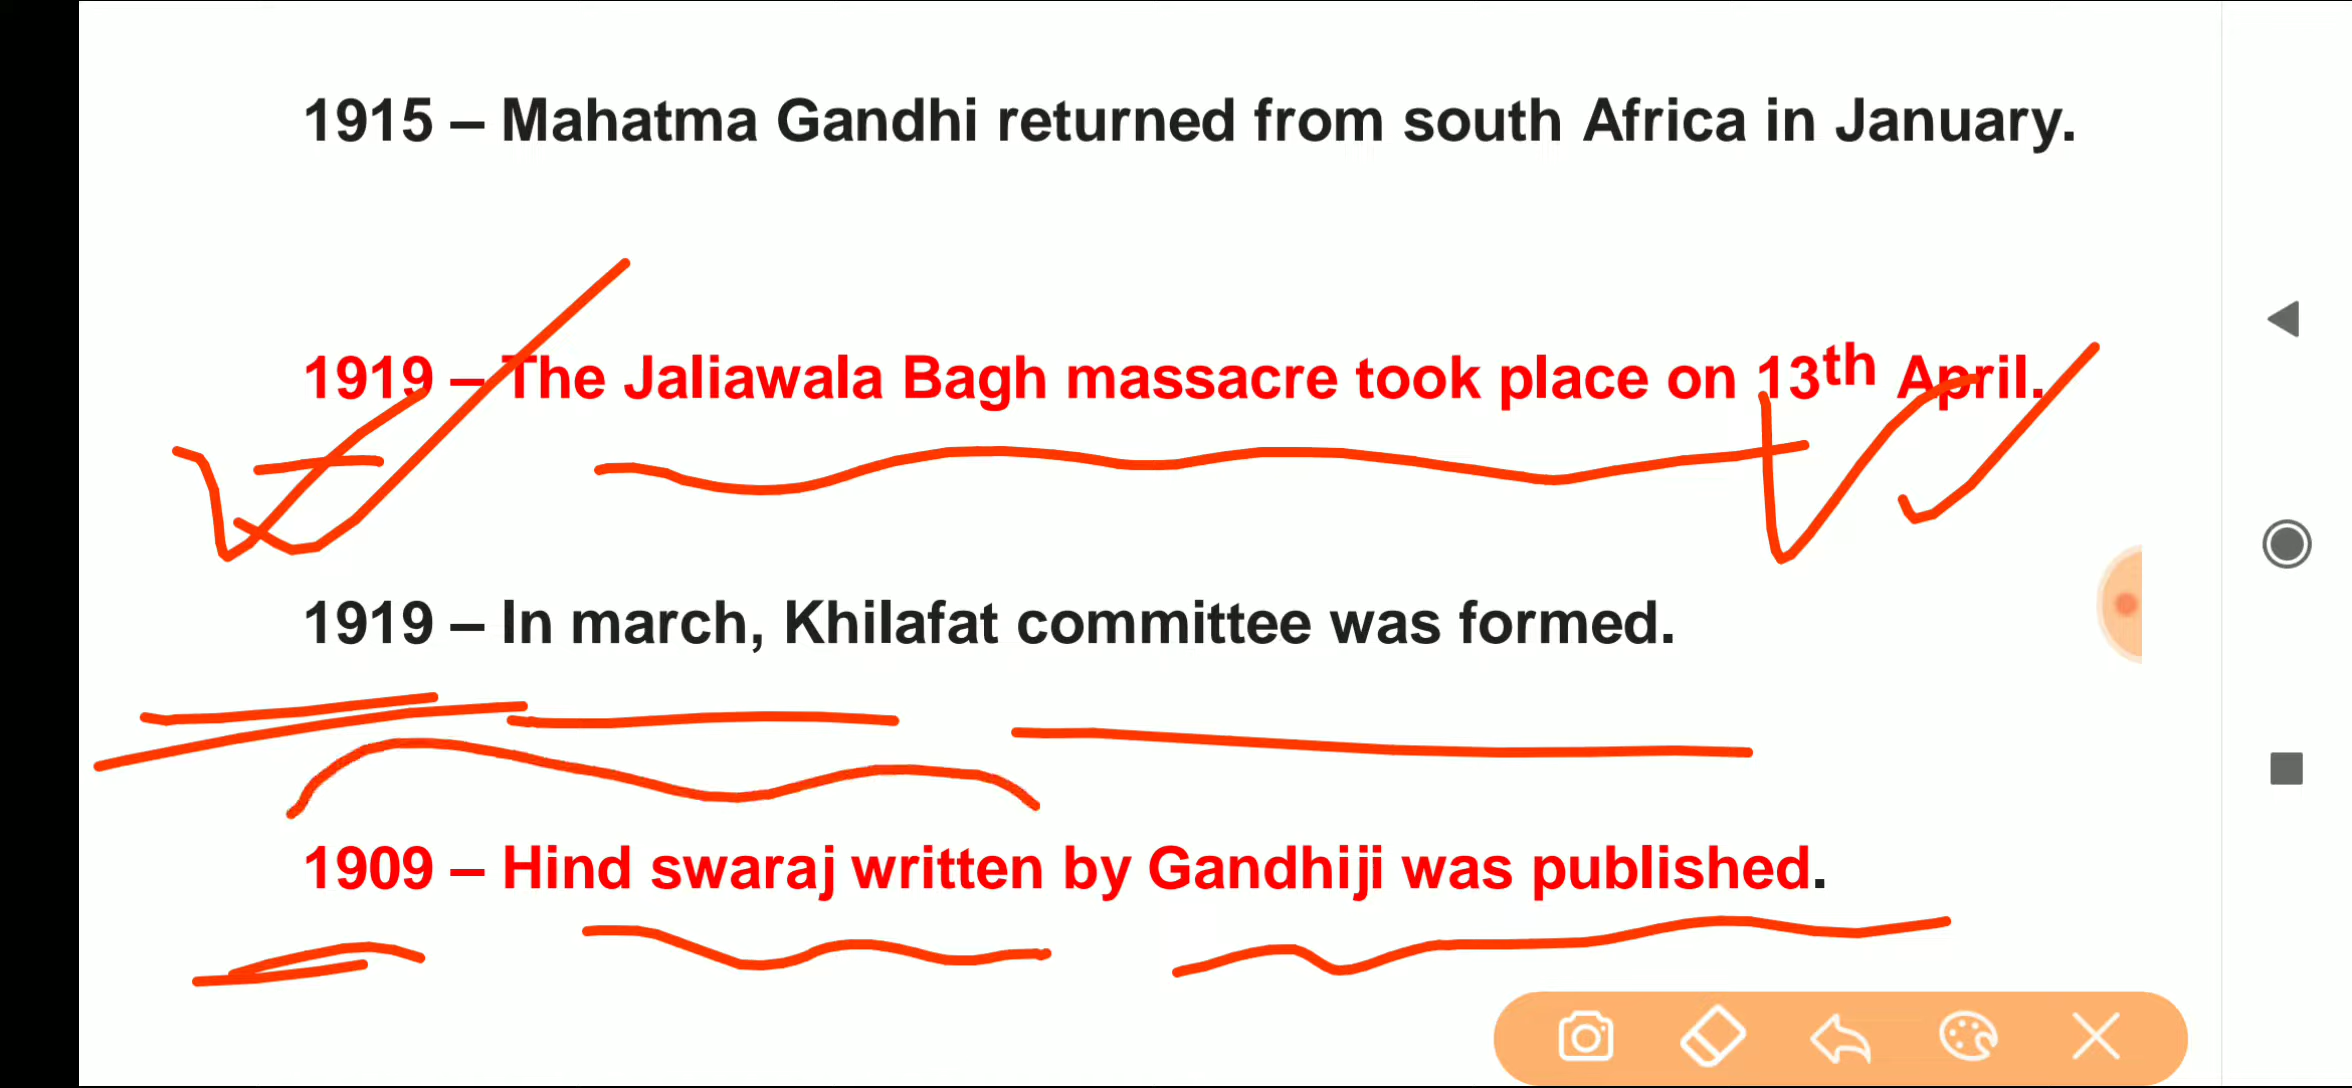 1915 – Mahatma Gandhi returned from south Africa in January.
1919 – The Jaliawala Bagh massacre took place on 13th April.
1919 – In march, Khilafat committee was formed.
1909 – Hind swaraj written by Gandhiji was published.